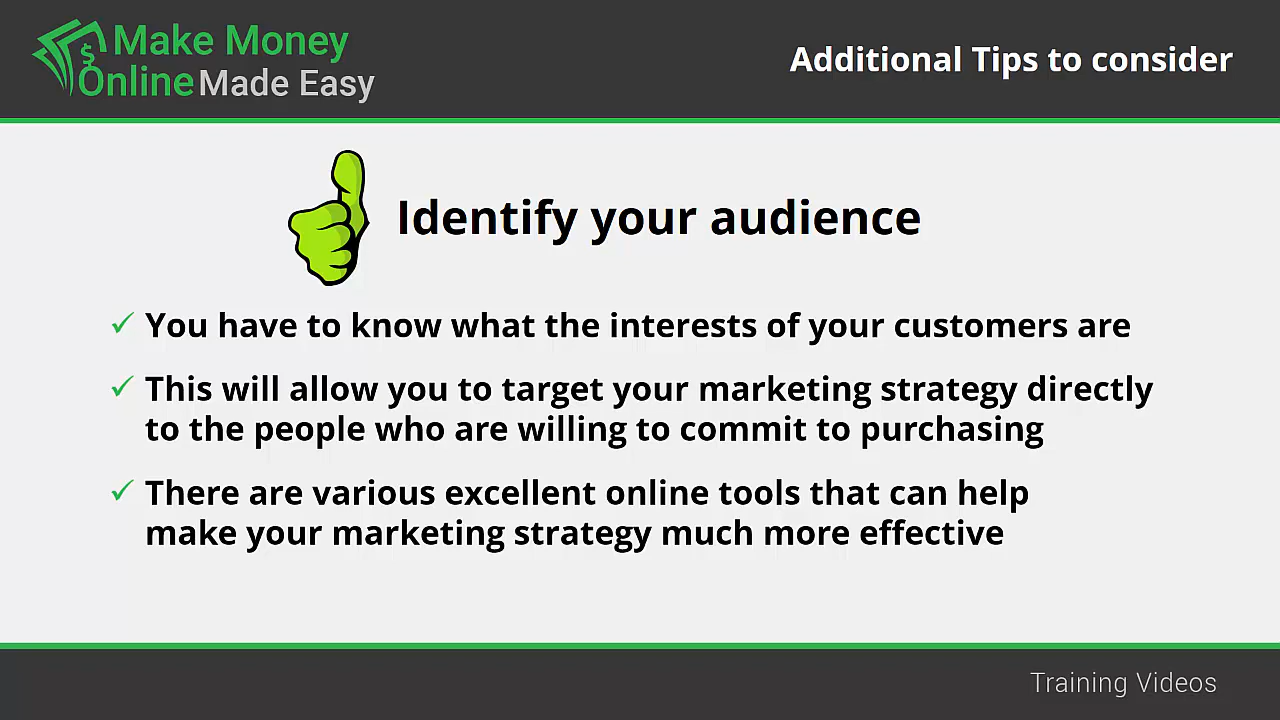 Make Money
Online Made Easy
Additional Tips to consider
Identify your audience
✓ You have to know what the interests of your customers are
✓ This will allow you to target your marketing strategy directly
to the people who are willing to commit to purchasing
✓ There are various excellent online tools that can help
make your marketing strategy much more effective
Training Videos